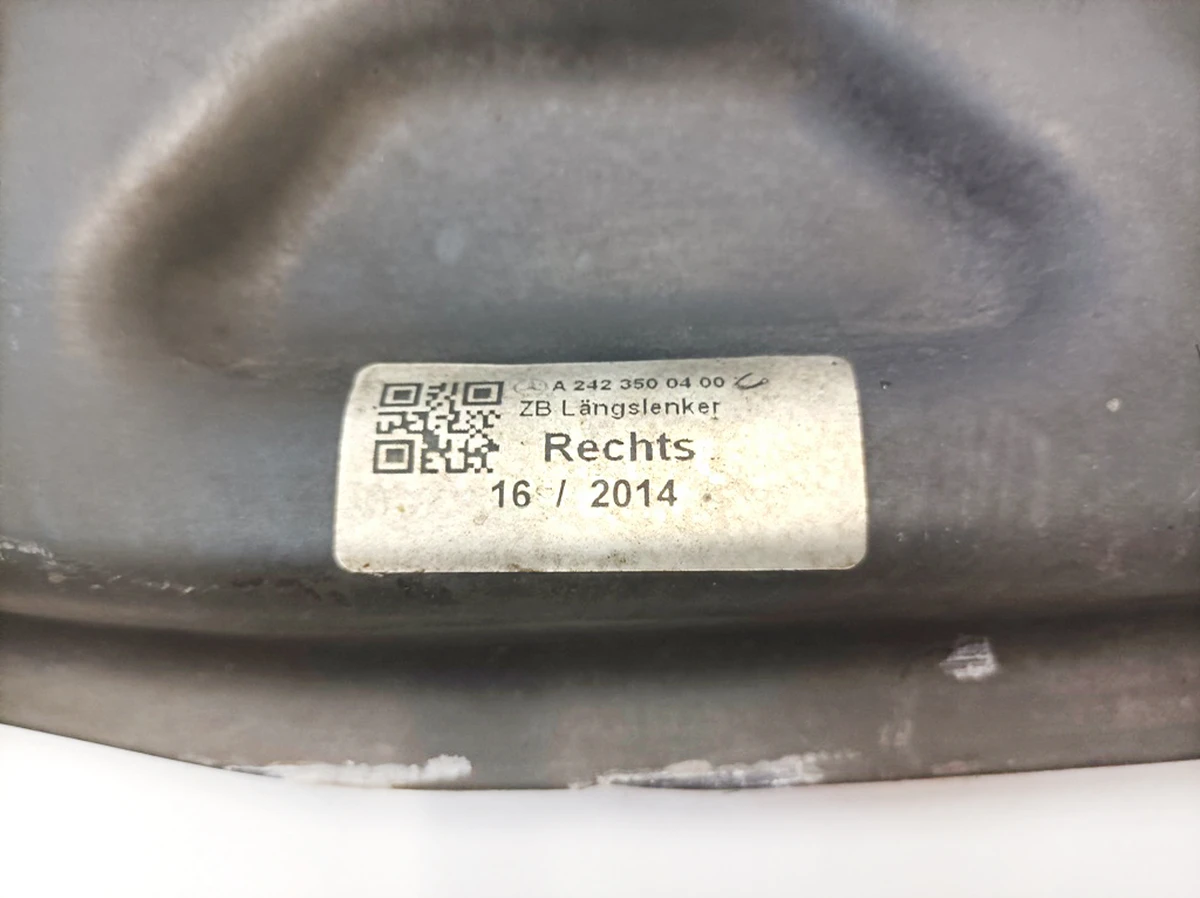 A 242 350 04 00
ZB Längslenker
Rechts
16 / 2014